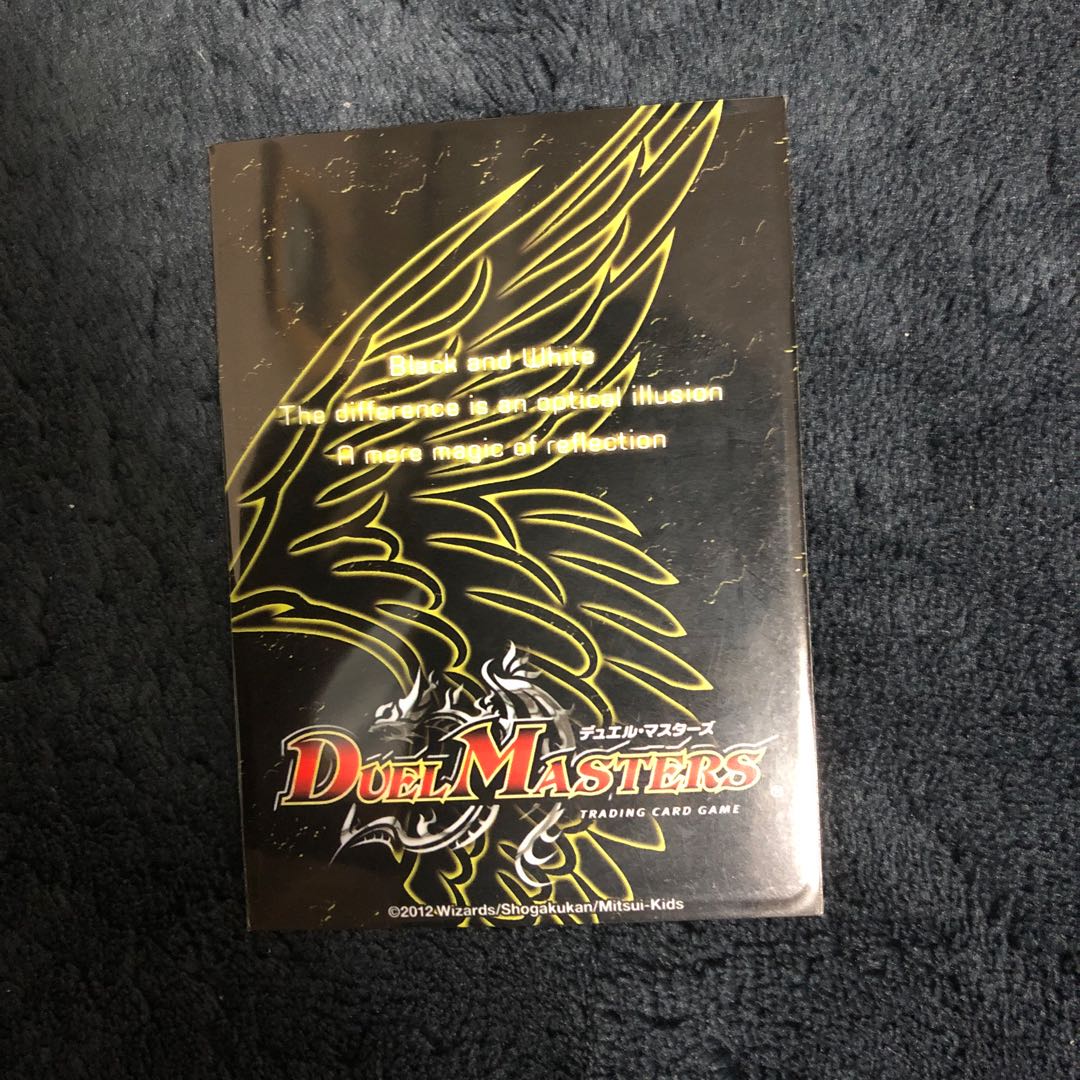 Black and White
The difference is an optical illusion
A mere magic of reflection
デュエル・マスターズ
DUEL MASTERS
TRADING CARD GAME
©2012 Wizards/Shogakukan/Mitsui-Kids